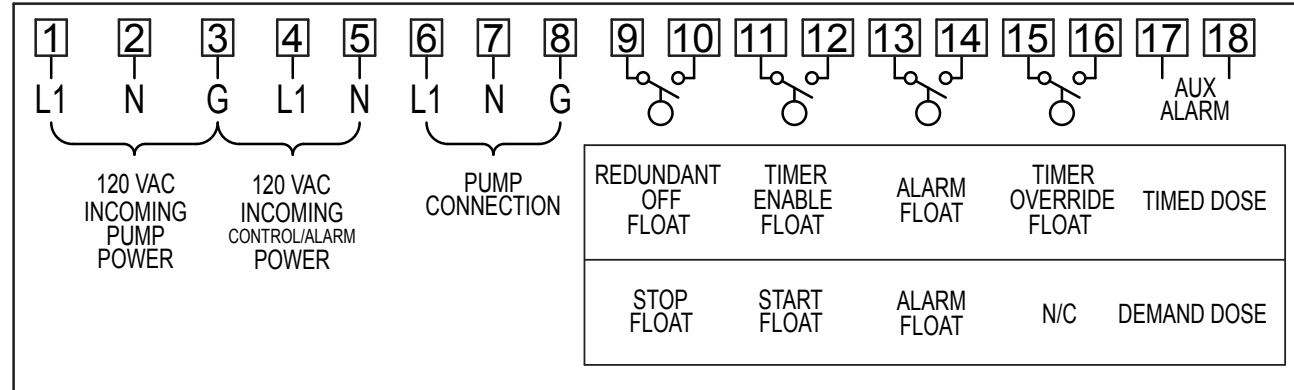 1 2 3 4 5 6 7 8 9 10 11 12 13 14 15 16 17 18
L1 N G L1 N L1 N G
AUX
ALARM
120 VAC
INCOMING
PUMP
POWER
120 VAC
INCOMING
CONTROL/ALARM
POWER
PUMP
CONNECTION
REDUNDANT
OFF
FLOAT
TIMER
ENABLE
FLOAT
ALARM
FLOAT
TIMER
OVERRIDE
FLOAT
TIMED DOSE
STOP
FLOAT
START
FLOAT
ALARM
FLOAT
N/C
DEMAND DOSE